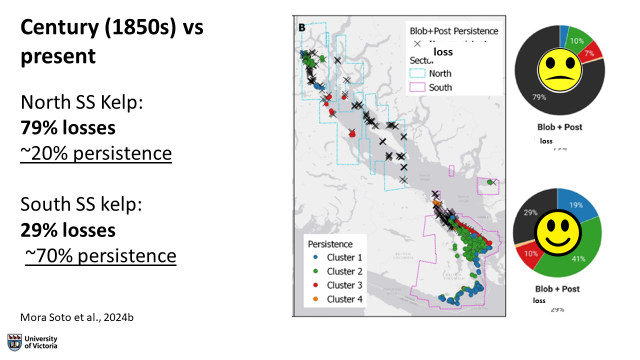 Century (1850s) vs
present
North SS Kelp:
79% losses
~20% persistence
South SS kelp:
29% losses
~70% persistence
Mora Soto et al., 2024b
University
of Victoria
B
Blob+Post Persistence
loss
Sector
North
South
Persistence
Cluster 1
Cluster 2
Cluster 3
Cluster 4
10%
7%
79%
Blob + Post
loss
19%
29%
10%
41%
Blob + Post
loss
29%